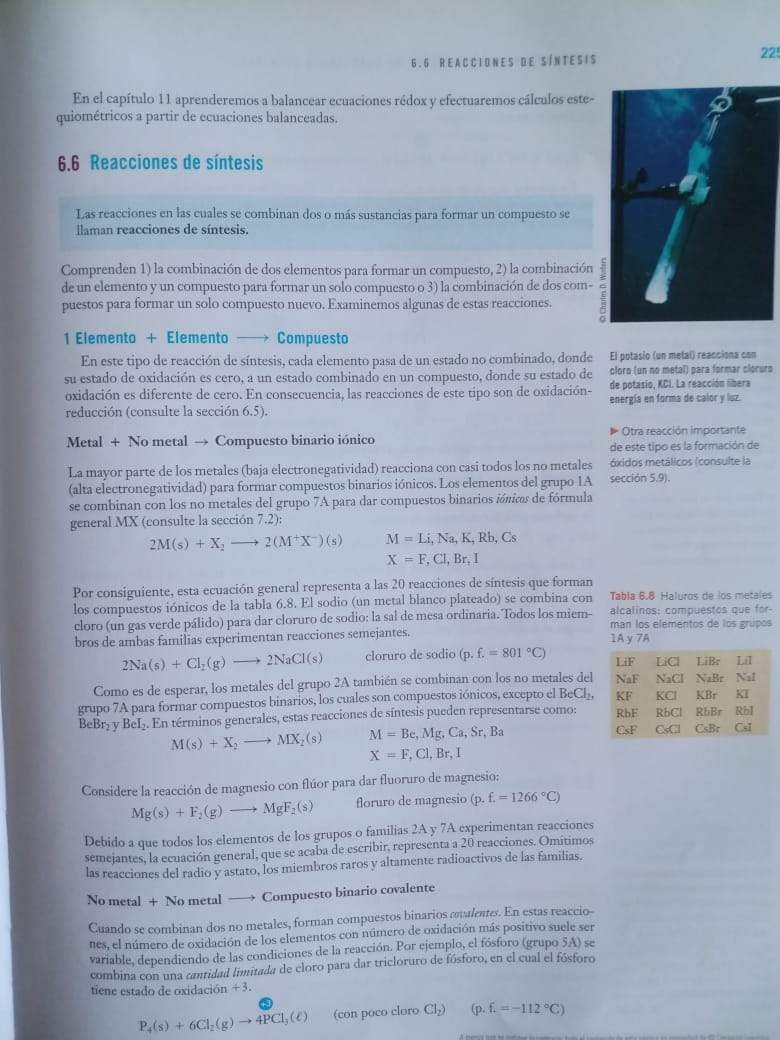 6.6 REACCIONES DE SÍNTESIS
225
En el capítulo 11 aprenderemos a balancear ecuaciones rédox y efectuaremos cálculos este-
quiométricos a partir de ecuaciones balanceadas.
6.6 Reacciones de síntesis
Las reacciones en las cuales se combinan dos o más sustancias para formar un compuesto se
llaman reacciones de síntesis.
Comprenden 1) la combinación de dos elementos para formar un compuesto, 2) la combinación
de un elemento y un compuesto para formar un solo compuesto o 3) la combinación de dos com-
puestos para formar un solo compuesto nuevo. Examinemos algunas de estas reacciones.
1 Elemento + Elemento ⟶ Compuesto
En este tipo de reacción de síntesis, cada elemento pasa de un estado no combinado, donde
su estado de oxidación es cero, a un estado combinado en un compuesto, donde su estado de
oxidación es diferente de cero. En consecuencia, las reacciones de este tipo son de oxidación-
reducción (consulte la sección 6.5).
Metal + No metal → Compuesto binario iónico
La mayor parte de los metales (baja electronegatividad) reacciona con casi todos los no metales
(alta electronegatividad) para formar compuestos binarios iónicos. Los elementos del grupo 1A
se combinan con los no metales del grupo 7A para dar compuestos binarios iónicos de fórmula
general MX (consulte la sección 7.2):
2M(s) + X₂ ⟶ 2(M⁺X⁻)(s) M = Li, Na, K, Rb, Cs
X = F, Cl, Br, I
Por consiguiente, esta ecuación general representa a las 20 reacciones de síntesis que forman
los compuestos iónicos de la tabla 6.8. El sodio (un metal blanco plateado) se combina con
cloro (un gas verde pálido) para dar cloruro de sodio: la sal de mesa ordinaria. Todos los miem-
bros de ambas familias experimentan reacciones semejantes.
2Na(s) + Cl₂(g) ⟶ 2NaCl(s) cloruro de sodio (p. f. = 801 °C)
Como es de esperar, los metales del grupo 2A también se combinan con los no metales del
grupo 7A para formar compuestos binarios, los cuales son compuestos iónicos, excepto el BeCl₂,
BeBr₂ y BeI₂. En términos generales, estas reacciones de síntesis pueden representarse como:
M(s) + X₂ ⟶ MX₂(s) M = Be, Mg, Ca, Sr, Ba
X = F, Cl, Br, I
Considere la reacción de magnesio con flúor para dar fluoruro de magnesio:
Mg(s) + F₂(g) ⟶ MgF₂(s) floruro de magnesio (p. f. = 1266 °C)
Debido a que todos los elementos de los grupos o familias 2A y 7A experimentan reacciones
semejantes, la ecuación general, que se acaba de escribir, representa a 20 reacciones. Omitimos
las reacciones del radio y astato, los miembros raros y altamente radioactivos de las familias.
No metal + No metal ⟶ Compuesto binario covalente
Cuando se combinan dos no metales, forman compuestos binarios covalentes. En estas reaccio-
nes, el número de oxidación de los elementos con número de oxidación más positivo suele ser
variable, dependiendo de las condiciones de la reacción. Por ejemplo, el fósforo (grupo 5A) se
combina con una cantidad limitada de cloro para dar tricloruro de fósforo, en el cual el fósforo
tiene estado de oxidación +3.
+3
P₄(s) + 6Cl₂(g) → 4PCl₃(ℓ) (con poco cloro Cl₂) (p. f. = −112 °C)
© Charles D. Winters
El potasio (un metal) reacciona con
cloro (un no metal) para formar cloruro
de potasio, KCl. La reacción libera
energía en forma de calor y luz.
▶ Otra reacción importante
de este tipo es la formación de
óxidos metálicos (consulte la
sección 5.9).
Tabla 6.8 Haluros de los metales
alcalinos: compuestos que for-
man los elementos de los grupos
1A y 7A
LiF LiCl LiBr LiI
NaF NaCl NaBr NaI
KF KCl KBr KI
RbF RbCl RbBr RbI
CsF CsCl CsBr CsI